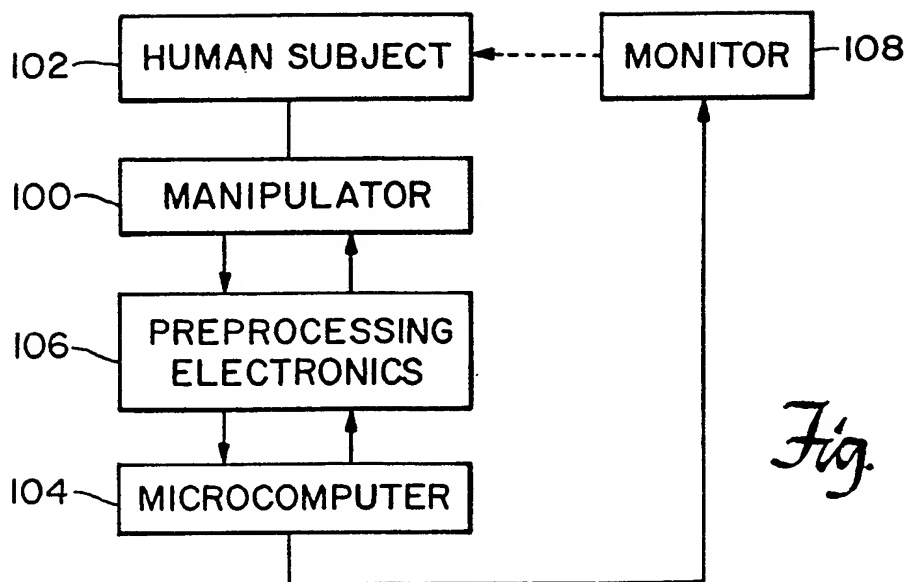 102 HUMAN SUBJECT MONITOR 108
100 MANIPULATOR
106 PREPROCESSING
ELECTRONICS
104 MICROCOMPUTER
Fig.